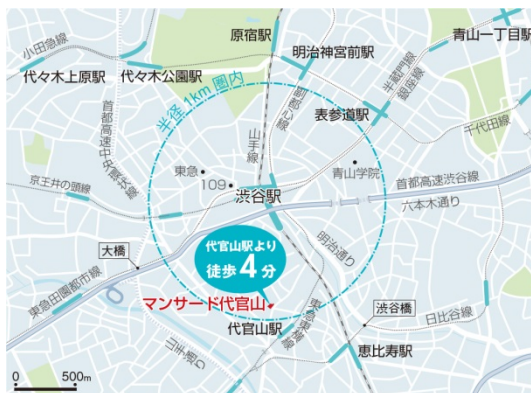 原宿駅
青山一丁目駅
小田急線
明治神宮前駅
代々木上原駅
代々木公園駅
半蔵門線
銀座線
半径1km圏内
副都心線
表参道駅
首都高速中央環状線
山手線
千代田線
東急
青山学院
京王井の頭線
109
渋谷駅
首都高速渋谷線
六本木通り
代官山駅より
徒歩4分
明治通り
大橋
東急田園都市線
マンサード代官山
渋谷橋
日比谷線
代官山駅
東急東横線
恵比寿駅
山手通り
0 500m